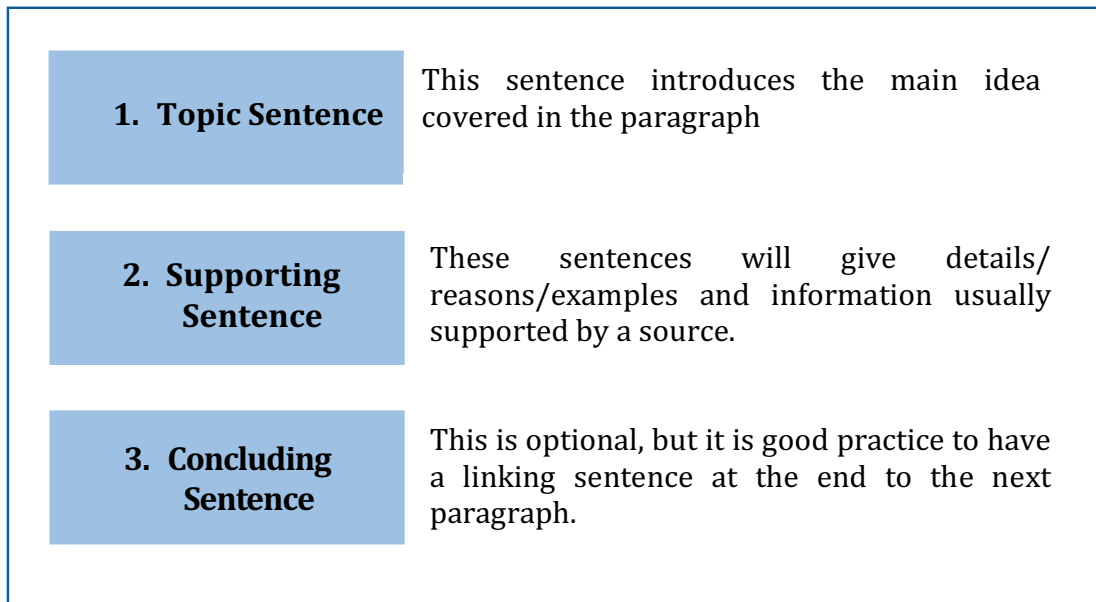 1. Topic Sentence
This sentence introduces the main idea
covered in the paragraph
2. Supporting
Sentence
These sentences will give details/
reasons/examples and information usually
supported by a source.
3. Concluding
Sentence
This is optional, but it is good practice to have
a linking sentence at the end to the next
paragraph.